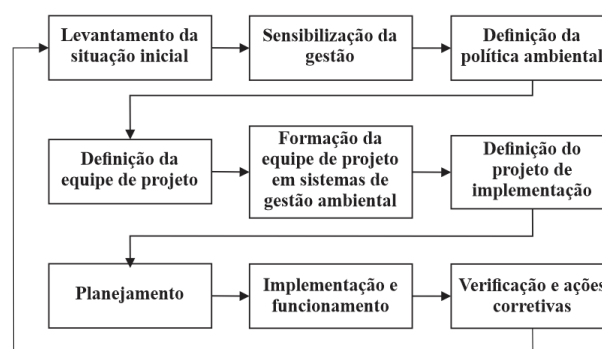 Levantamento da
situação inicial
Sensibilização da
gestão
Definição da
política ambiental
Definição da
equipe de projeto
Formação da
equipe de projeto
em sistemas de
gestão ambiental
Definição do
projeto de
implementação
Planejamento
Implementação e
funcionamento
Verificação e ações
corretivas